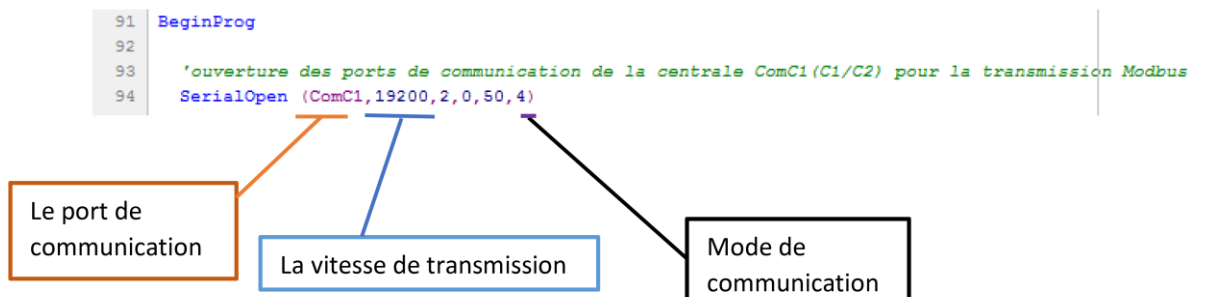 91 BeginProg
92
93 'ouverture des ports de communication de la centrale ComC1(C1/C2) pour la transmission Modbus
94 SerialOpen (ComC1,19200,2,0,50,4)
Le port de
communication
La vitesse de transmission
Mode de
communication